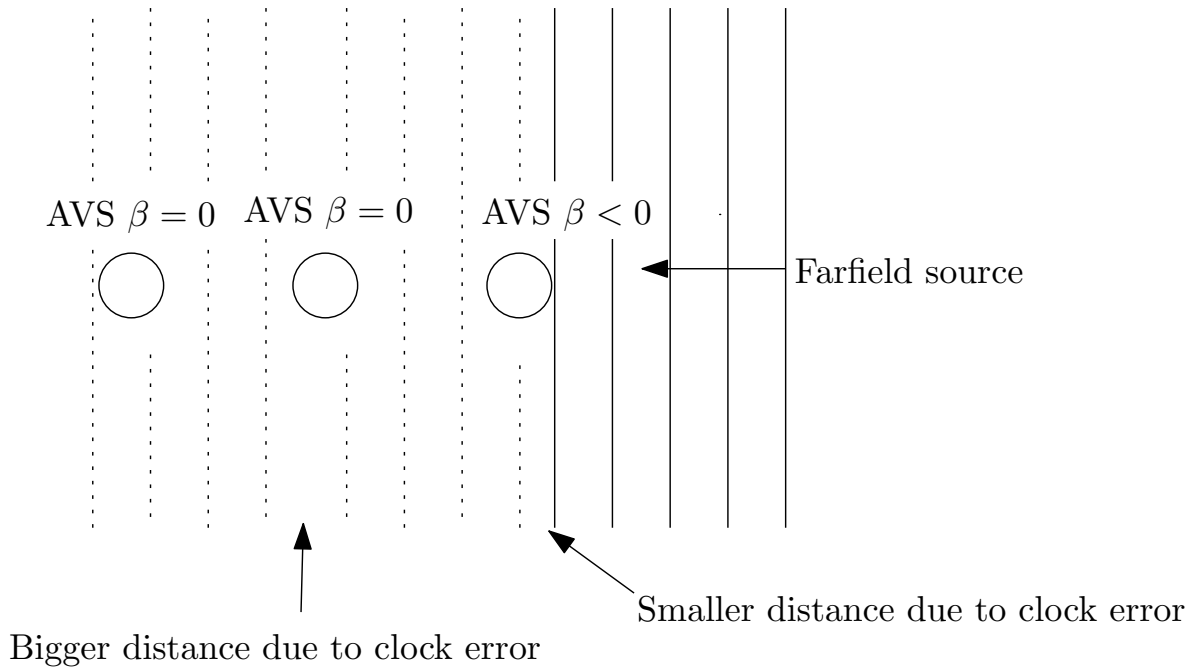 AVS β = 0
AVS β = 0
AVS β < 0
Farfield source
Smaller distance due to clock error
Bigger distance due to clock error